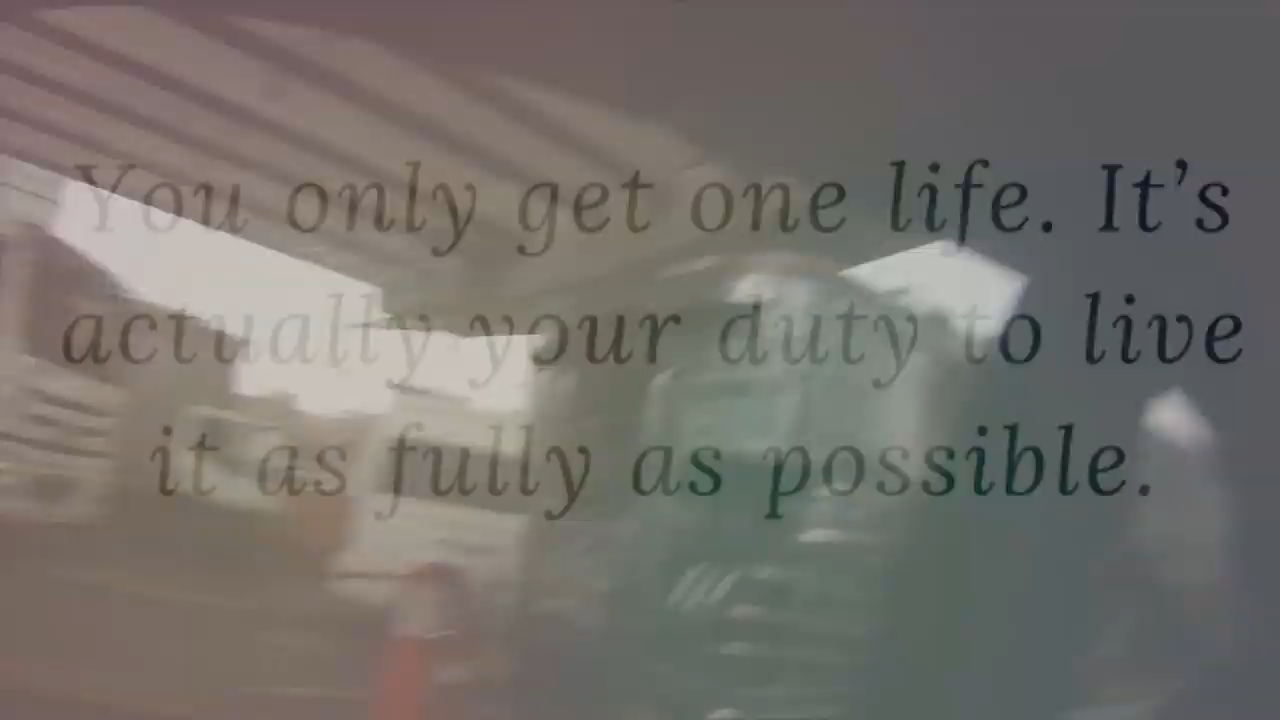 You only get one life. It’s
actually your duty to live
it as fully as possible.